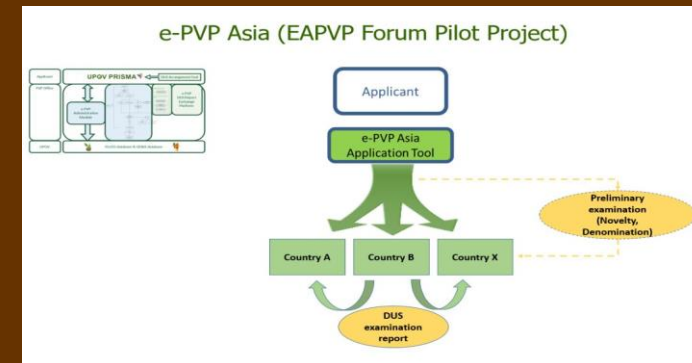 e-PVP Asia (EAPVP Forum Pilot Project)
UPOV PRISMA
Applicant
e-PVP Asia
Application Tool
Preliminary
examination
(Novelty,
Denomination)
Country A
Country B
Country X
DUS
examination
report